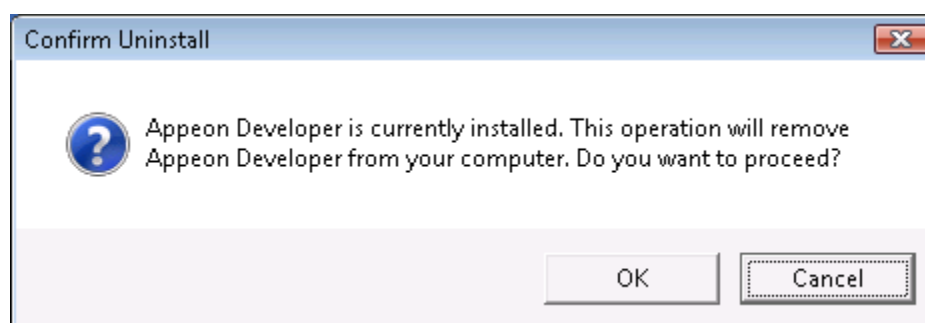 Confirm Uninstall
Appeon Developer is currently installed. This operation will remove
Appeon Developer from your computer. Do you want to proceed?
OK
Cancel